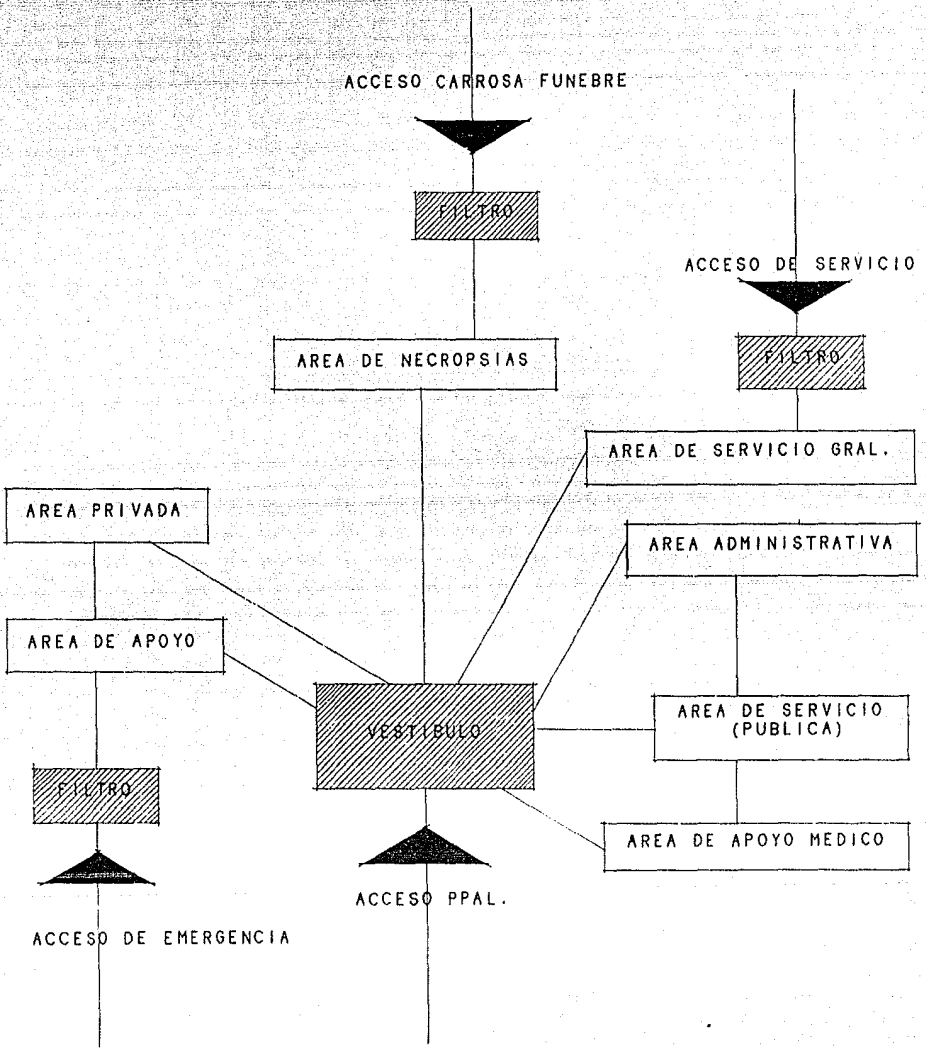 ACCESO CARROSA FUNEBRE
FILTRO
ACCESO DE SERVICIO
AREA DE NECROPSIAS
FILTRO
AREA DE SERVICIO GRAL.
AREA PRIVADA
AREA ADMINISTRATIVA
AREA DE APOYO
AREA DE SERVICIO
(PUBLICA)
VESTIBULO
FILTRO
AREA DE APOYO MEDICO
ACCESO PPAL.
ACCESO DE EMERGENCIA